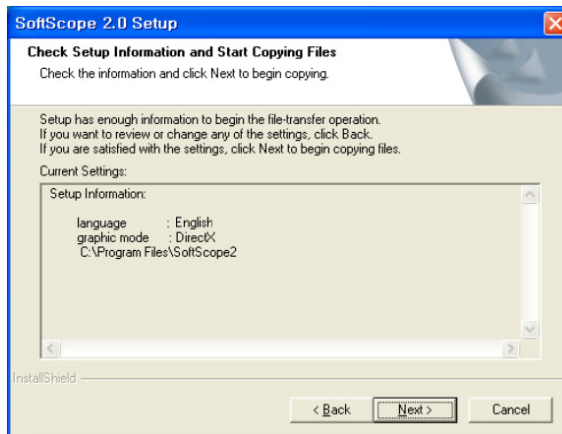 SoftScope 2.0 Setup
Check Setup Information and Start Copying Files
Check the information and click Next to begin copying.
Setup has enough information to begin the file-transfer operation.
If you want to review or change any of the settings, click Back.
If you are satisfied with the settings, click Next to begin copying files.
Current Settings:
Setup Information:
language : English
graphic mode : DirectX
C:\Program Files\SoftScope2
InstallShield
< Back Next > Cancel